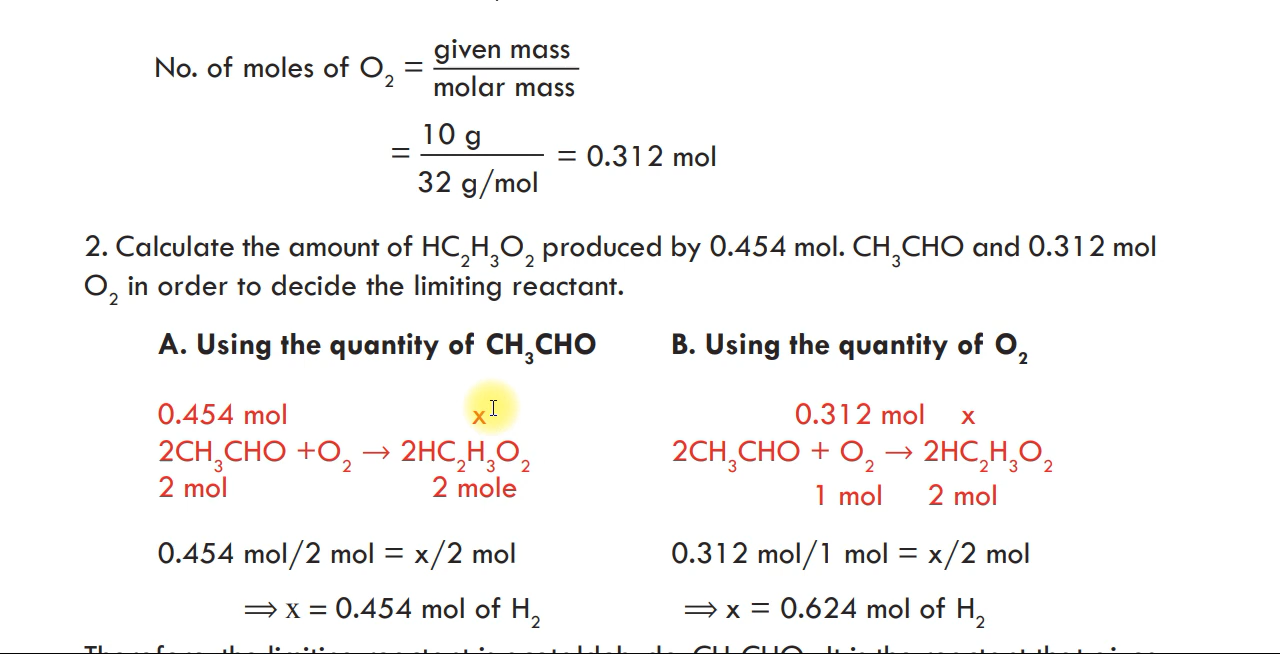 No. of moles of O₂ = given mass / molar mass
= 10 g / 32 g/mol = 0.312 mol
2. Calculate the amount of HC₂H₃O₂ produced by 0.454 mol. CH₃CHO and 0.312 mol
O₂ in order to decide the limiting reactant.
A. Using the quantity of CH₃CHO
0.454 mol x
2CH₃CHO +O₂ → 2HC₂H₃O₂
2 mol 2 mole
0.454 mol/2 mol = x/2 mol
⟹ x = 0.454 mol of H₂
B. Using the quantity of O₂
0.312 mol x
2CH₃CHO + O₂ → 2HC₂H₃O₂
1 mol 2 mol
0.312 mol/1 mol = x/2 mol
⟹ x = 0.624 mol of H₂